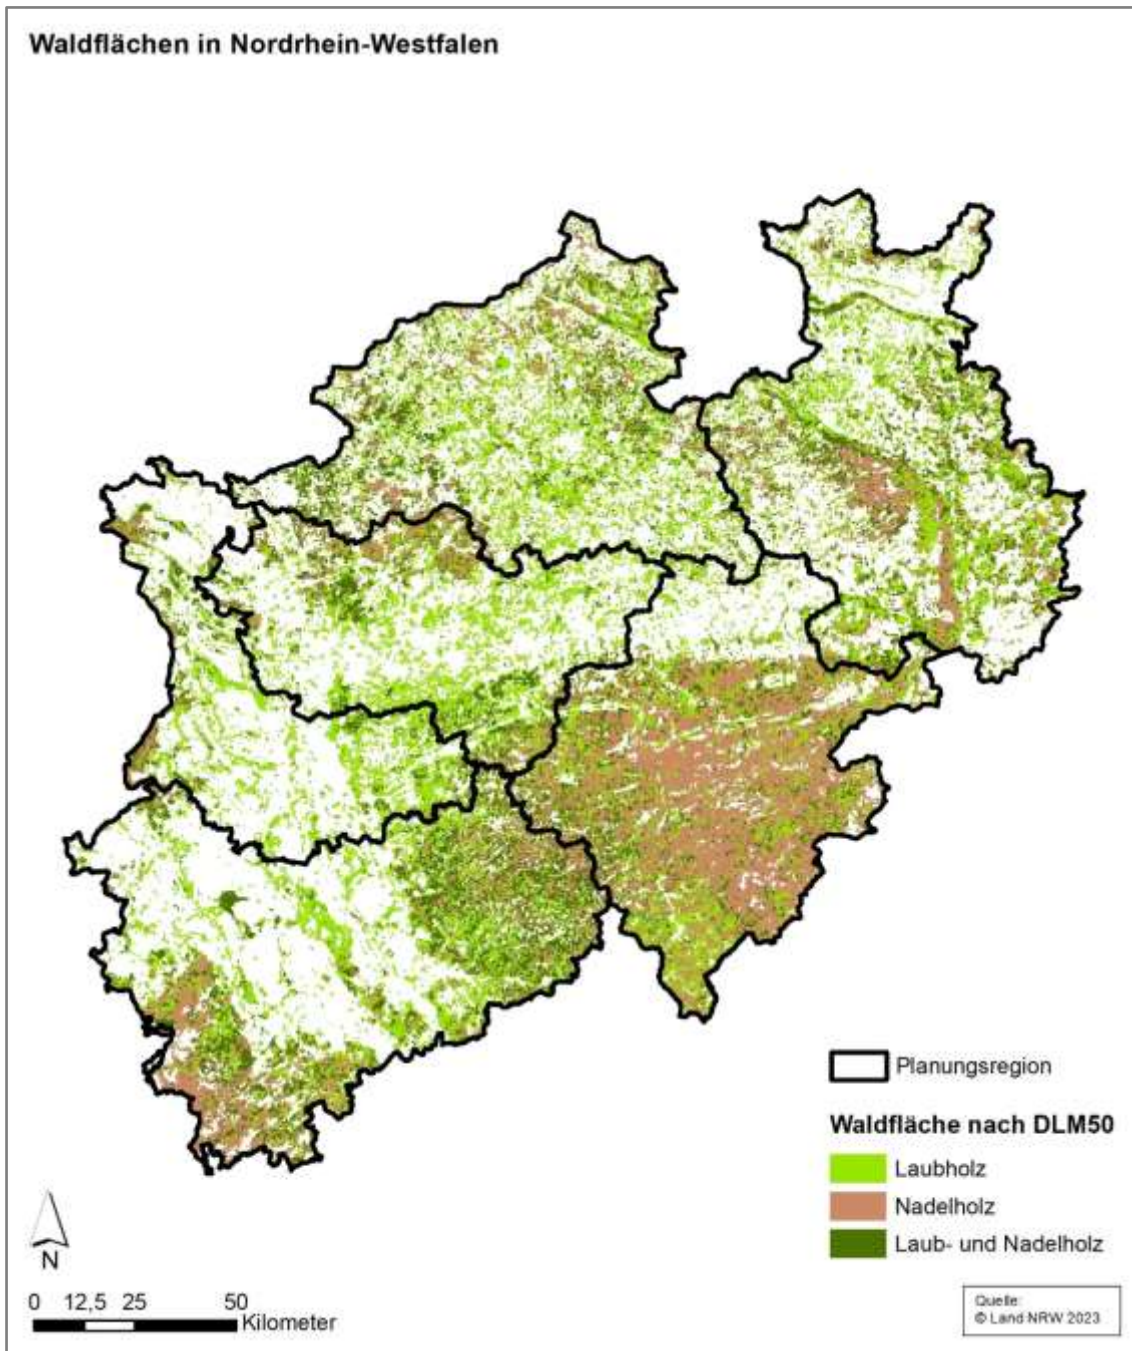 Waldflächen in Nordrhein-Westfalen
Planungsregion
Waldfläche nach DLM50
Laubholz
Nadelholz
Laub- und Nadelholz
N
0 12,5 25 50
Kilometer
Quelle:
© Land NRW 2023